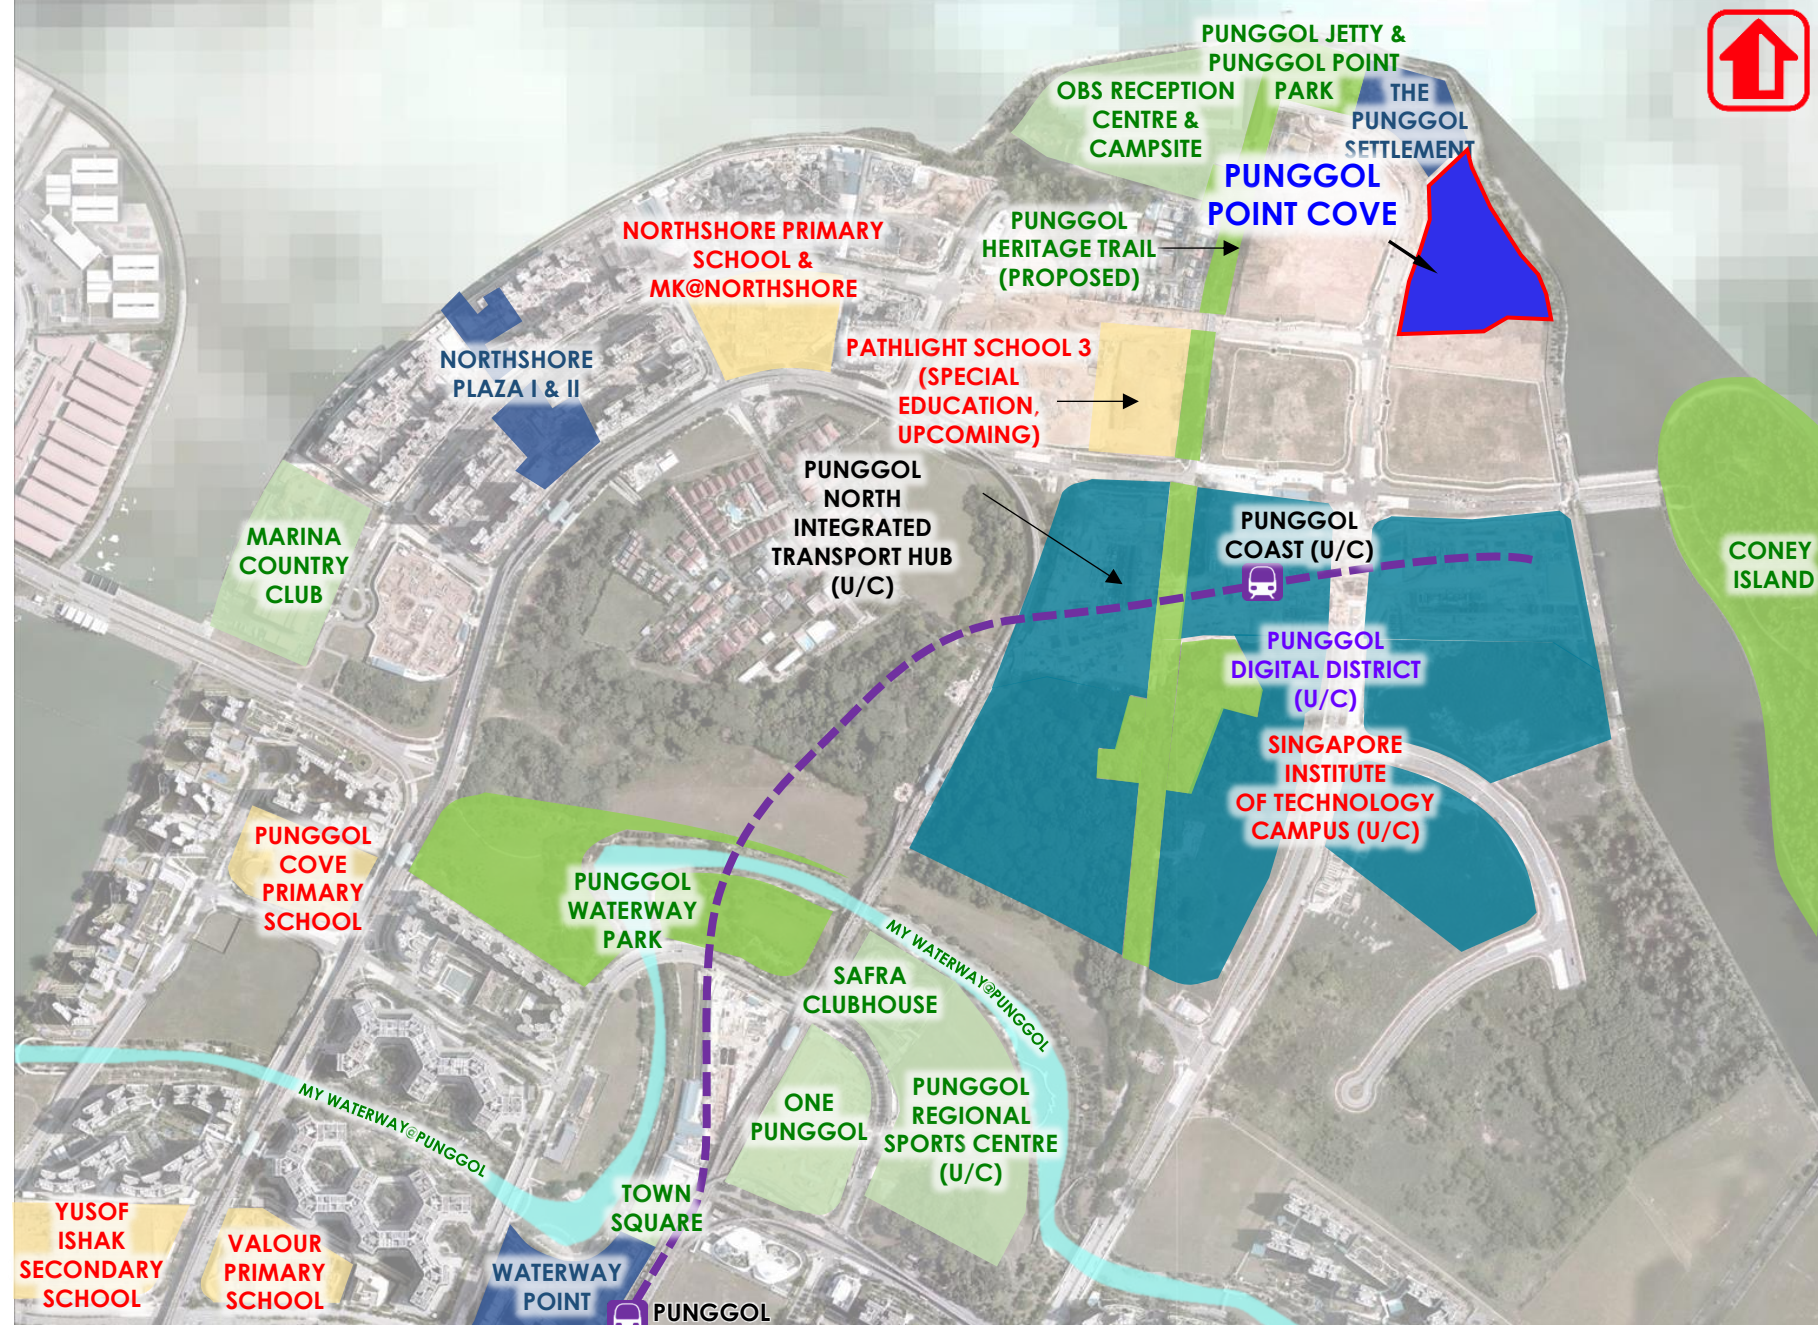 PUNGGOL JETTY &
PUNGGOL POINT
PARK
OBS RECEPTION
CENTRE &
CAMPSITE
THE
PUNGGOL
SETTLEMENT
PUNGGOL
POINT COVE
PUNGGOL
HERITAGE TRAIL
(PROPOSED)
NORTHSHORE PRIMARY
SCHOOL &
MK@NORTHSHORE
NORTHSHORE
PLAZA I & II
PATHLIGHT SCHOOL 3
(SPECIAL
EDUCATION,
UPCOMING)
PUNGGOL
NORTH
INTEGRATED
TRANSPORT HUB
(U/C)
PUNGGOL
COAST (U/C)
MARINA
COUNTRY
CLUB
CONEY
ISLAND
PUNGGOL
DIGITAL DISTRICT
(U/C)
SINGAPORE
INSTITUTE
OF TECHNOLOGY
CAMPUS (U/C)
PUNGGOL
COVE
PRIMARY
SCHOOL
PUNGGOL
WATERWAY
PARK
MY WATERWAY@PUNGGOL
SAFRA
CLUBHOUSE
ONE
PUNGGOL
PUNGGOL
REGIONAL
SPORTS CENTRE
(U/C)
MY WATERWAY@PUNGGOL
TOWN
SQUARE
YUSOF
ISHAK
SECONDARY
SCHOOL
VALOUR
PRIMARY
SCHOOL
WATERWAY
POINT
PUNGGOL